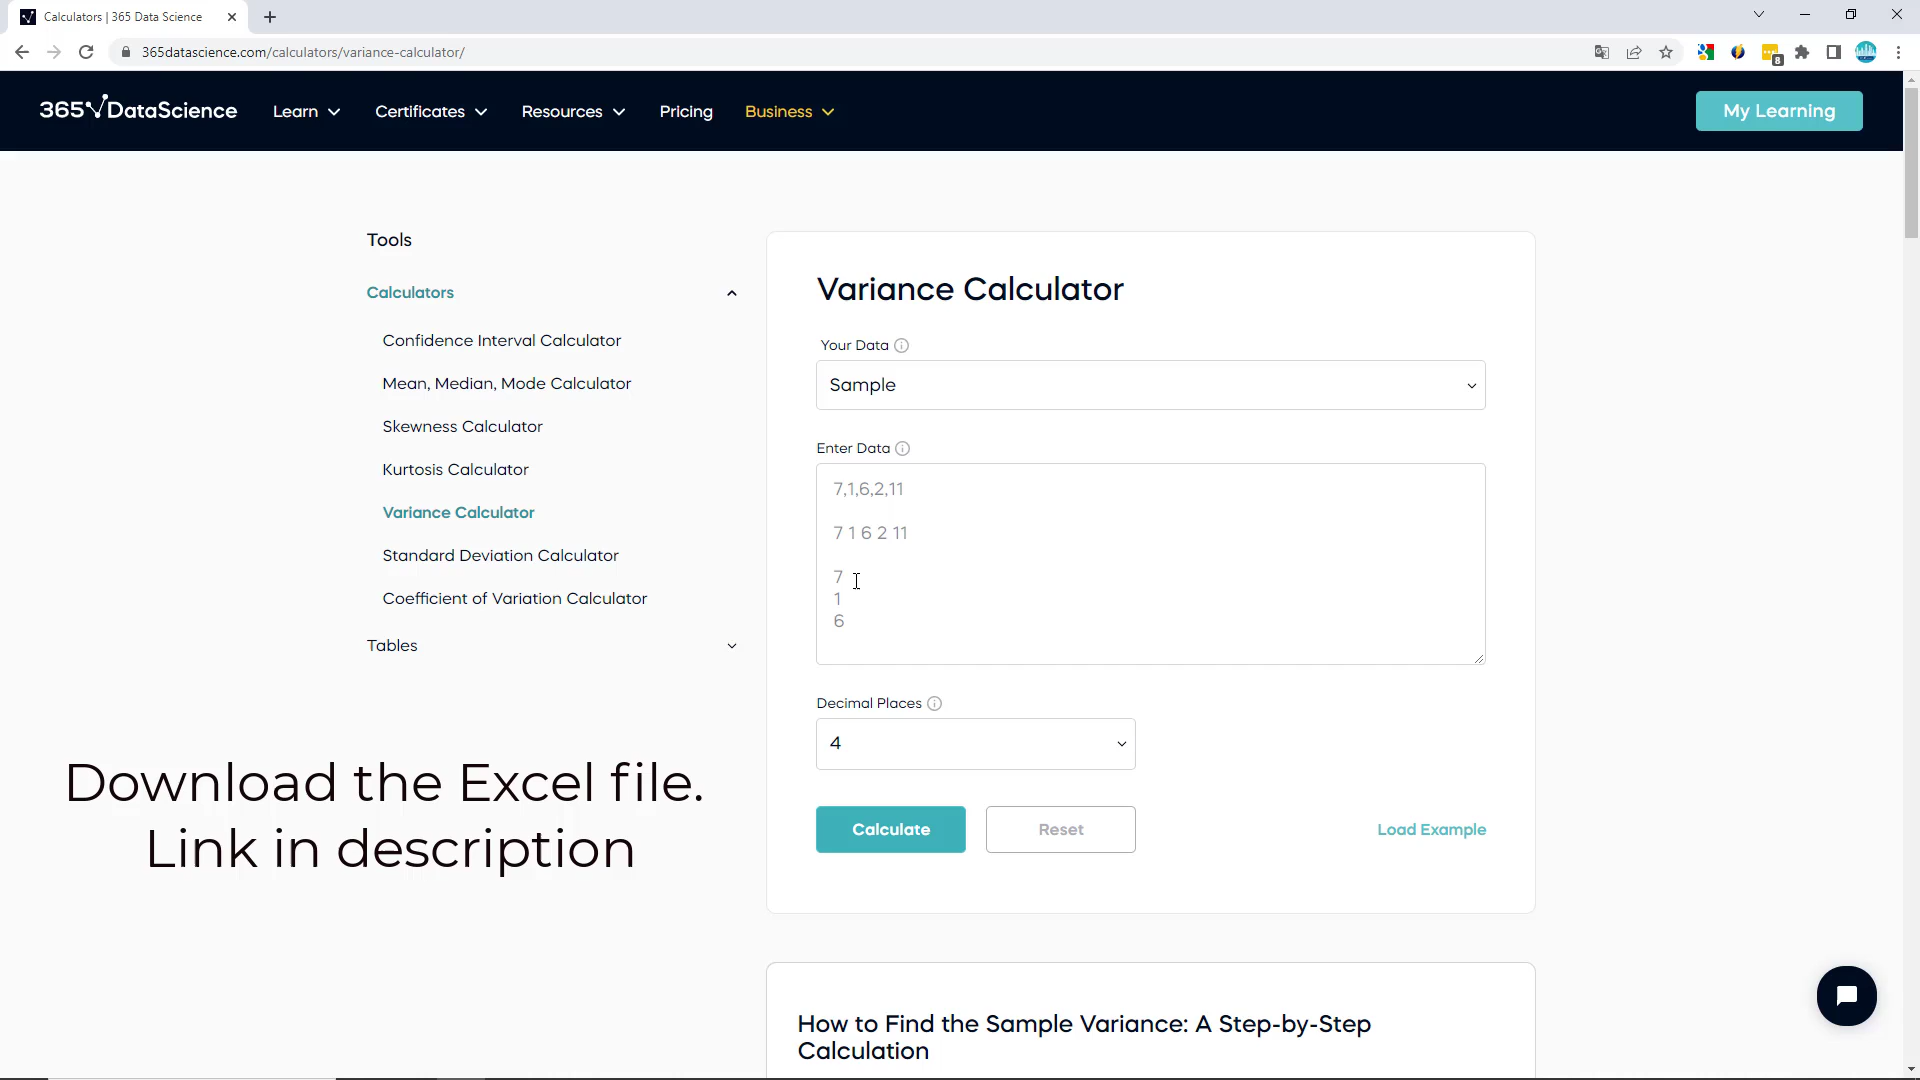 Calculators | 365 Data Science
365datascience.com/calculators/variance-calculator/
8
365 DataScience
Learn
Certificates
Resources
Pricing
Business
My Learning
Tools
Calculators
Confidence Interval Calculator
Mean, Median, Mode Calculator
Skewness Calculator
Kurtosis Calculator
Variance Calculator
Standard Deviation Calculator
Coefficient of Variation Calculator
Tables
Download the Excel file.
Link in description
Variance Calculator
Your Data
Sample
Enter Data
7,1,6,2,11
7 1 6 2 11
7
1
6
Decimal Places
4
Calculate
Reset
Load Example
How to Find the Sample Variance: A Step-by-Step
Calculation